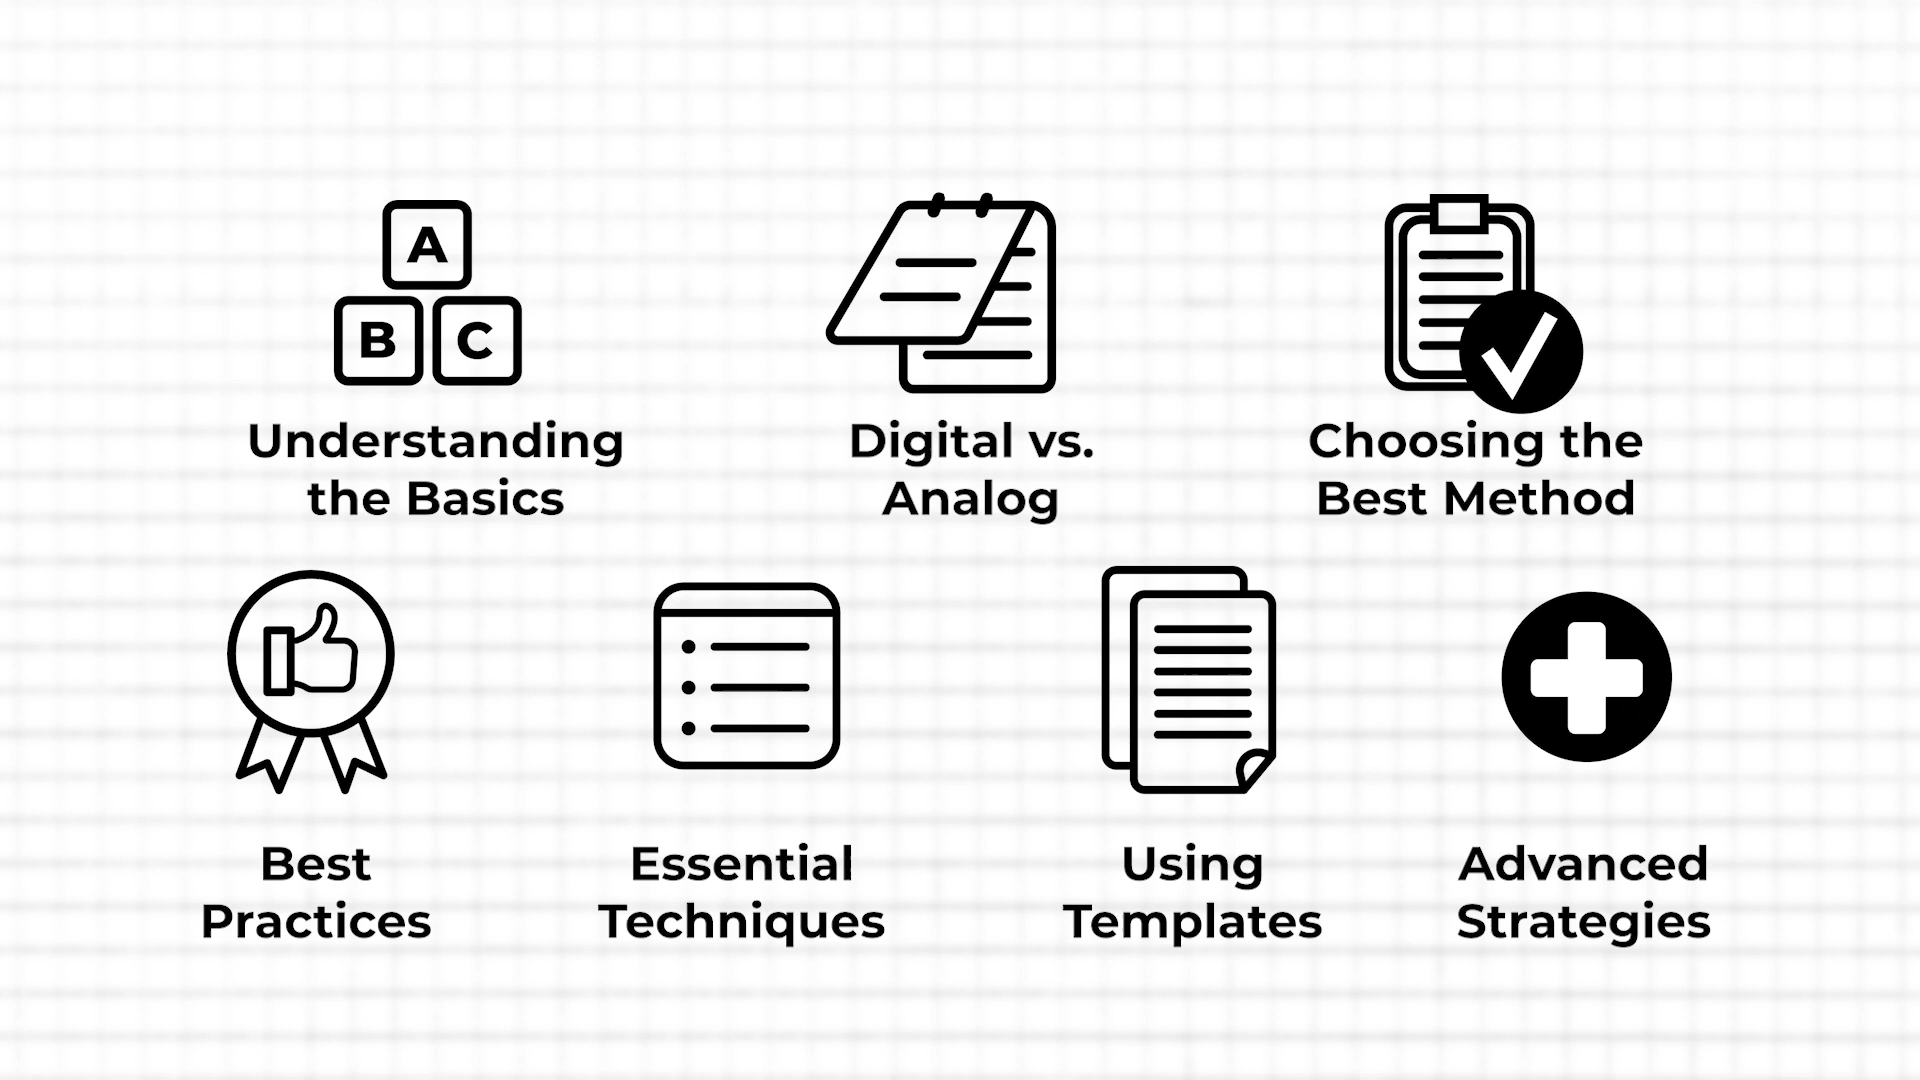 A
B C
Understanding
the Basics
Digital vs.
Analog
Choosing the
Best Method
Best
Practices
Essential
Techniques
Using
Templates
Advanced
Strategies